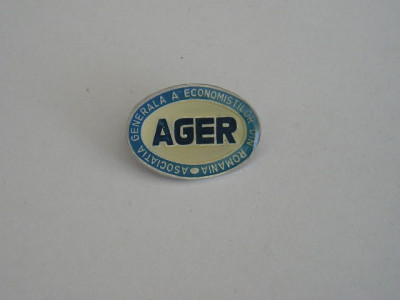 ASOCIATIA GENERALA A ECONOMISTILOR DIN ROMANIA
AGER